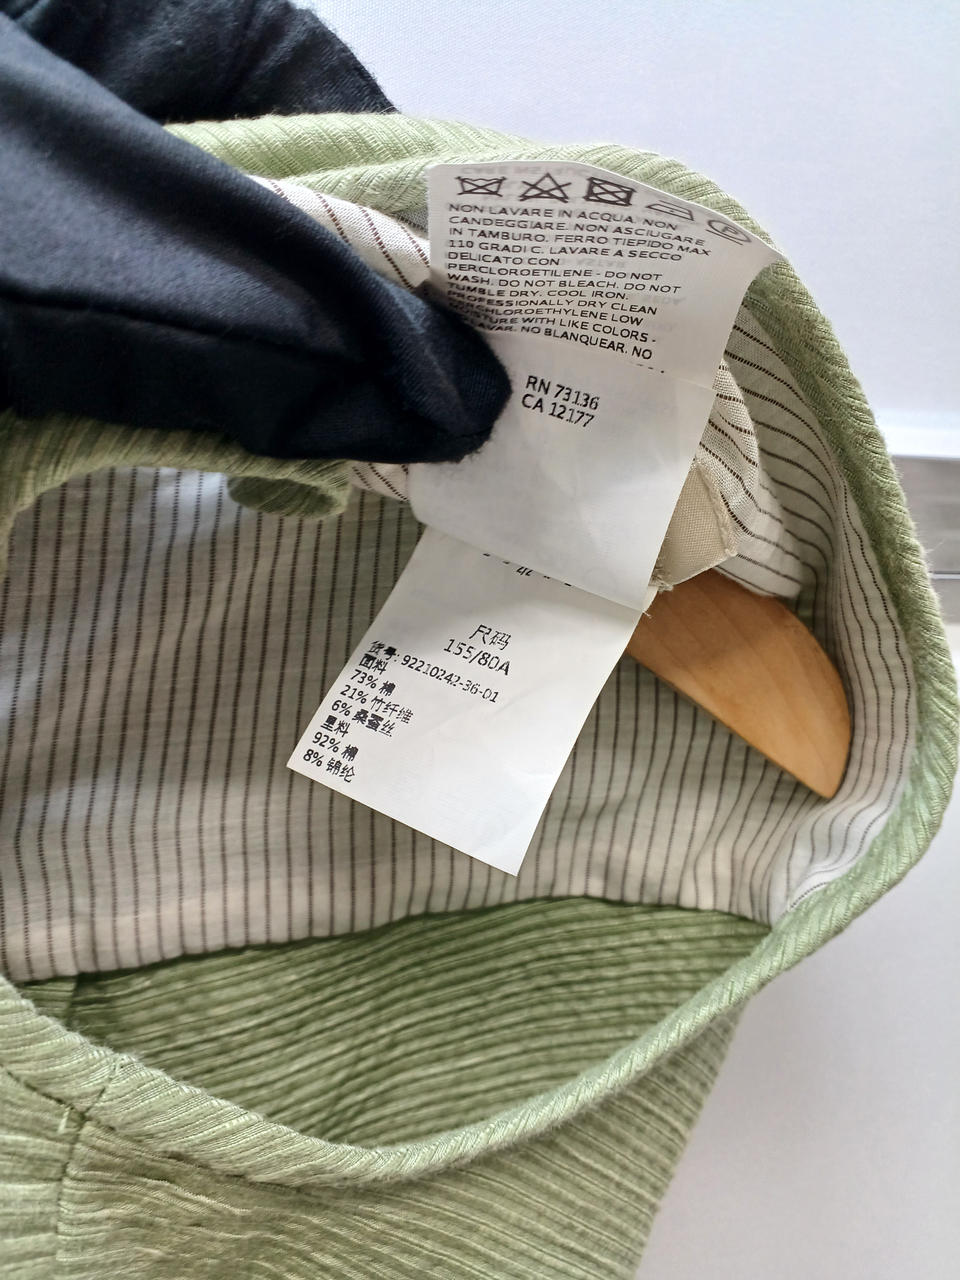 NON LAVARE IN ACQUA. NON
CANDEGGIARE. NON ASCIUGARE
IN TAMBURO. FERRO TIEPIDO MAX
110 GRADI C. LAVARE A SECCO
DELICATO CON
PERCLOROETILENE - DO NOT
WASH. DO NOT BLEACH. DO NOT
TUMBLE DRY. COOL IRON.
PROFESSIONALLY DRY CLEAN
PERCHLOROETHYLENE LOW
MOISTURE WITH LIKE COLORS -
LAVAR. NO BLANQUEAR. NO
RN 73136
CA 12177
尺码
155/80A
货号: 92210242-36-01
面料
73% 棉
21% 竹纤维
6% 桑蚕丝
里料
92% 棉
8% 锦纶